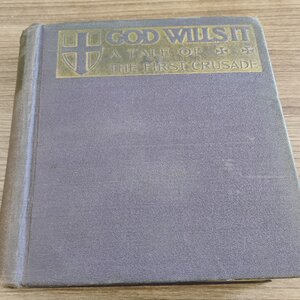 GOD WILLS IT
A TALE OF
THE FIRST CRUSADE